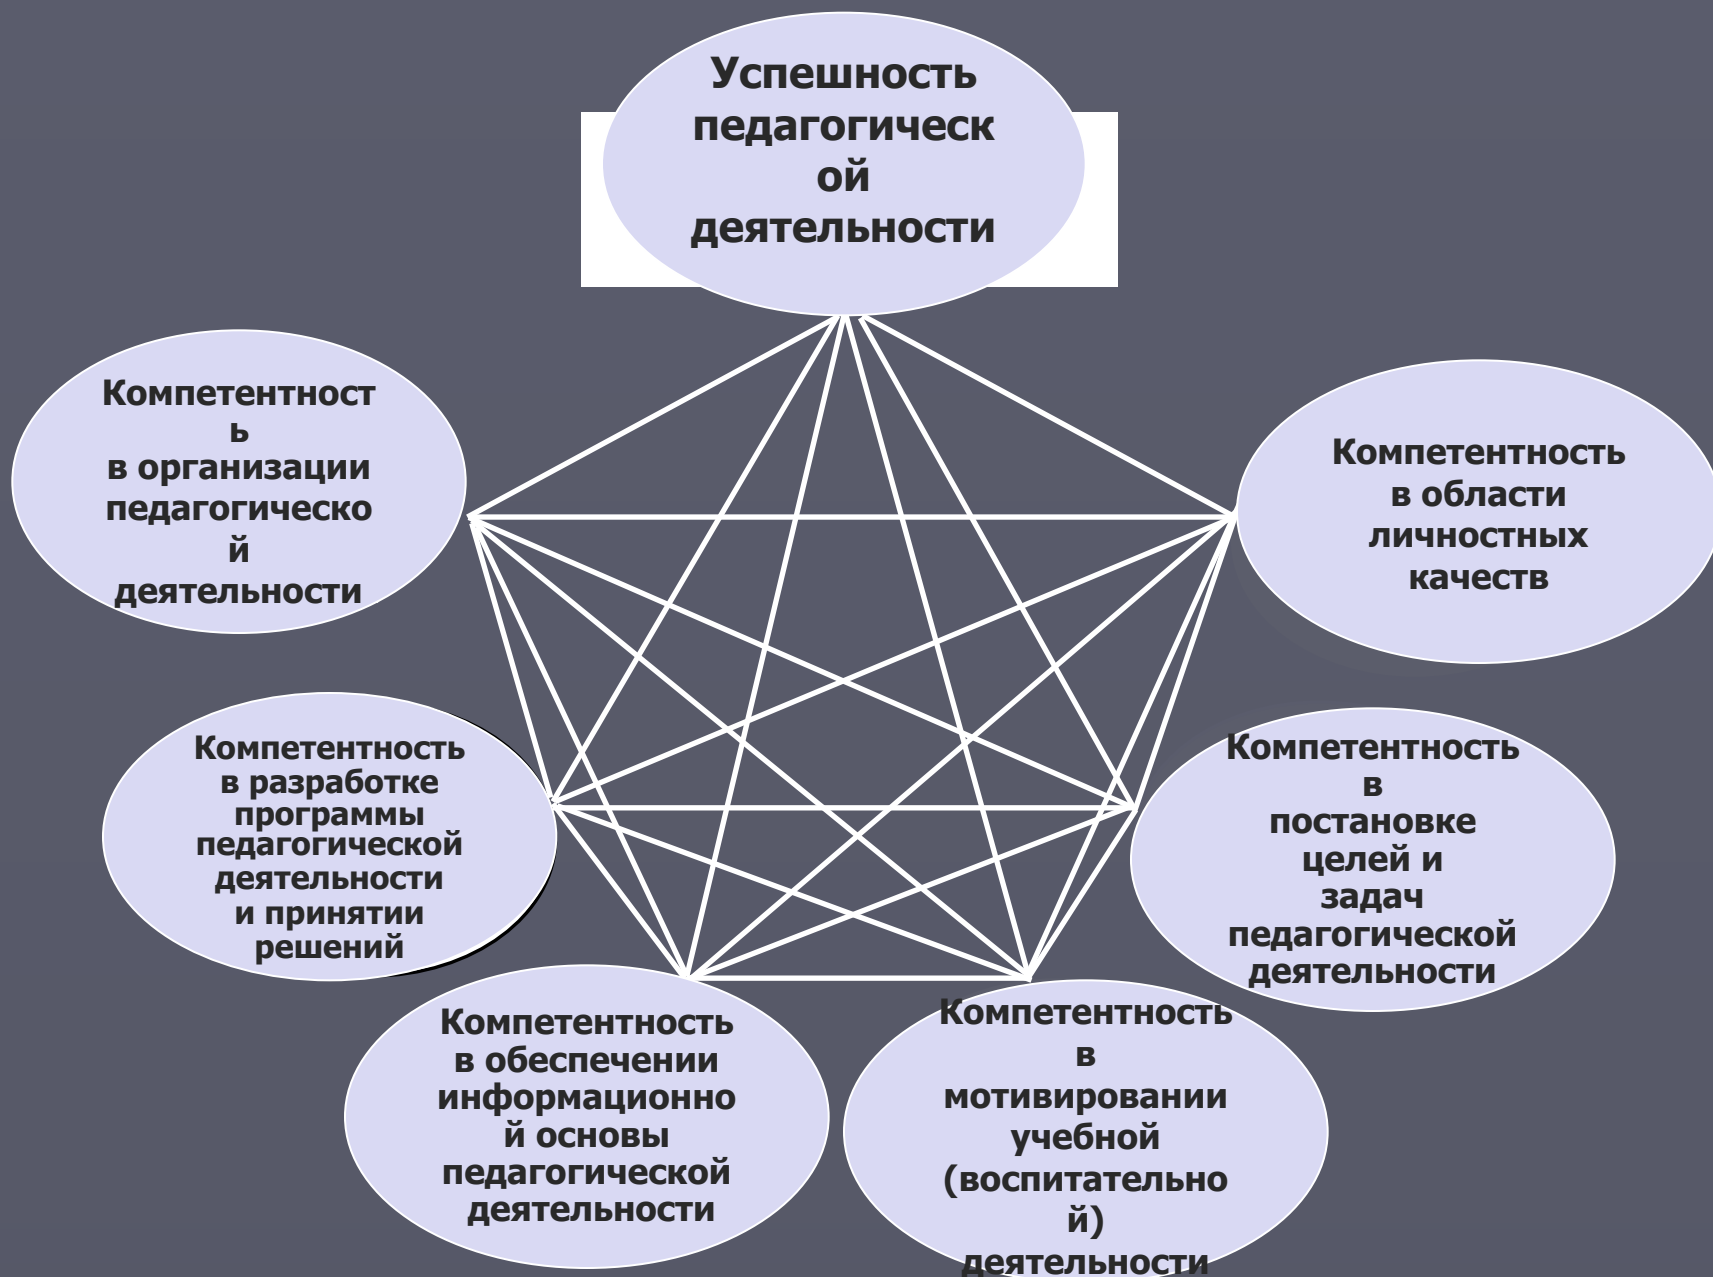 Успешность
педагогическ
ой
деятельности
Компетентност
ь
в организации
педагогическо
й
деятельности
Компетентность
в области
личностных
качеств
Компетентность
в разработке
программы
педагогической
деятельности
и принятии
решений
Компетентность
в
постановке
целей и
задач
педагогической
деятельности
Компетентность
в обеспечении
информационно
й основы
педагогической
деятельности
Компетентность
в
мотивировании
учебной
(воспитательно
й)
деятельности